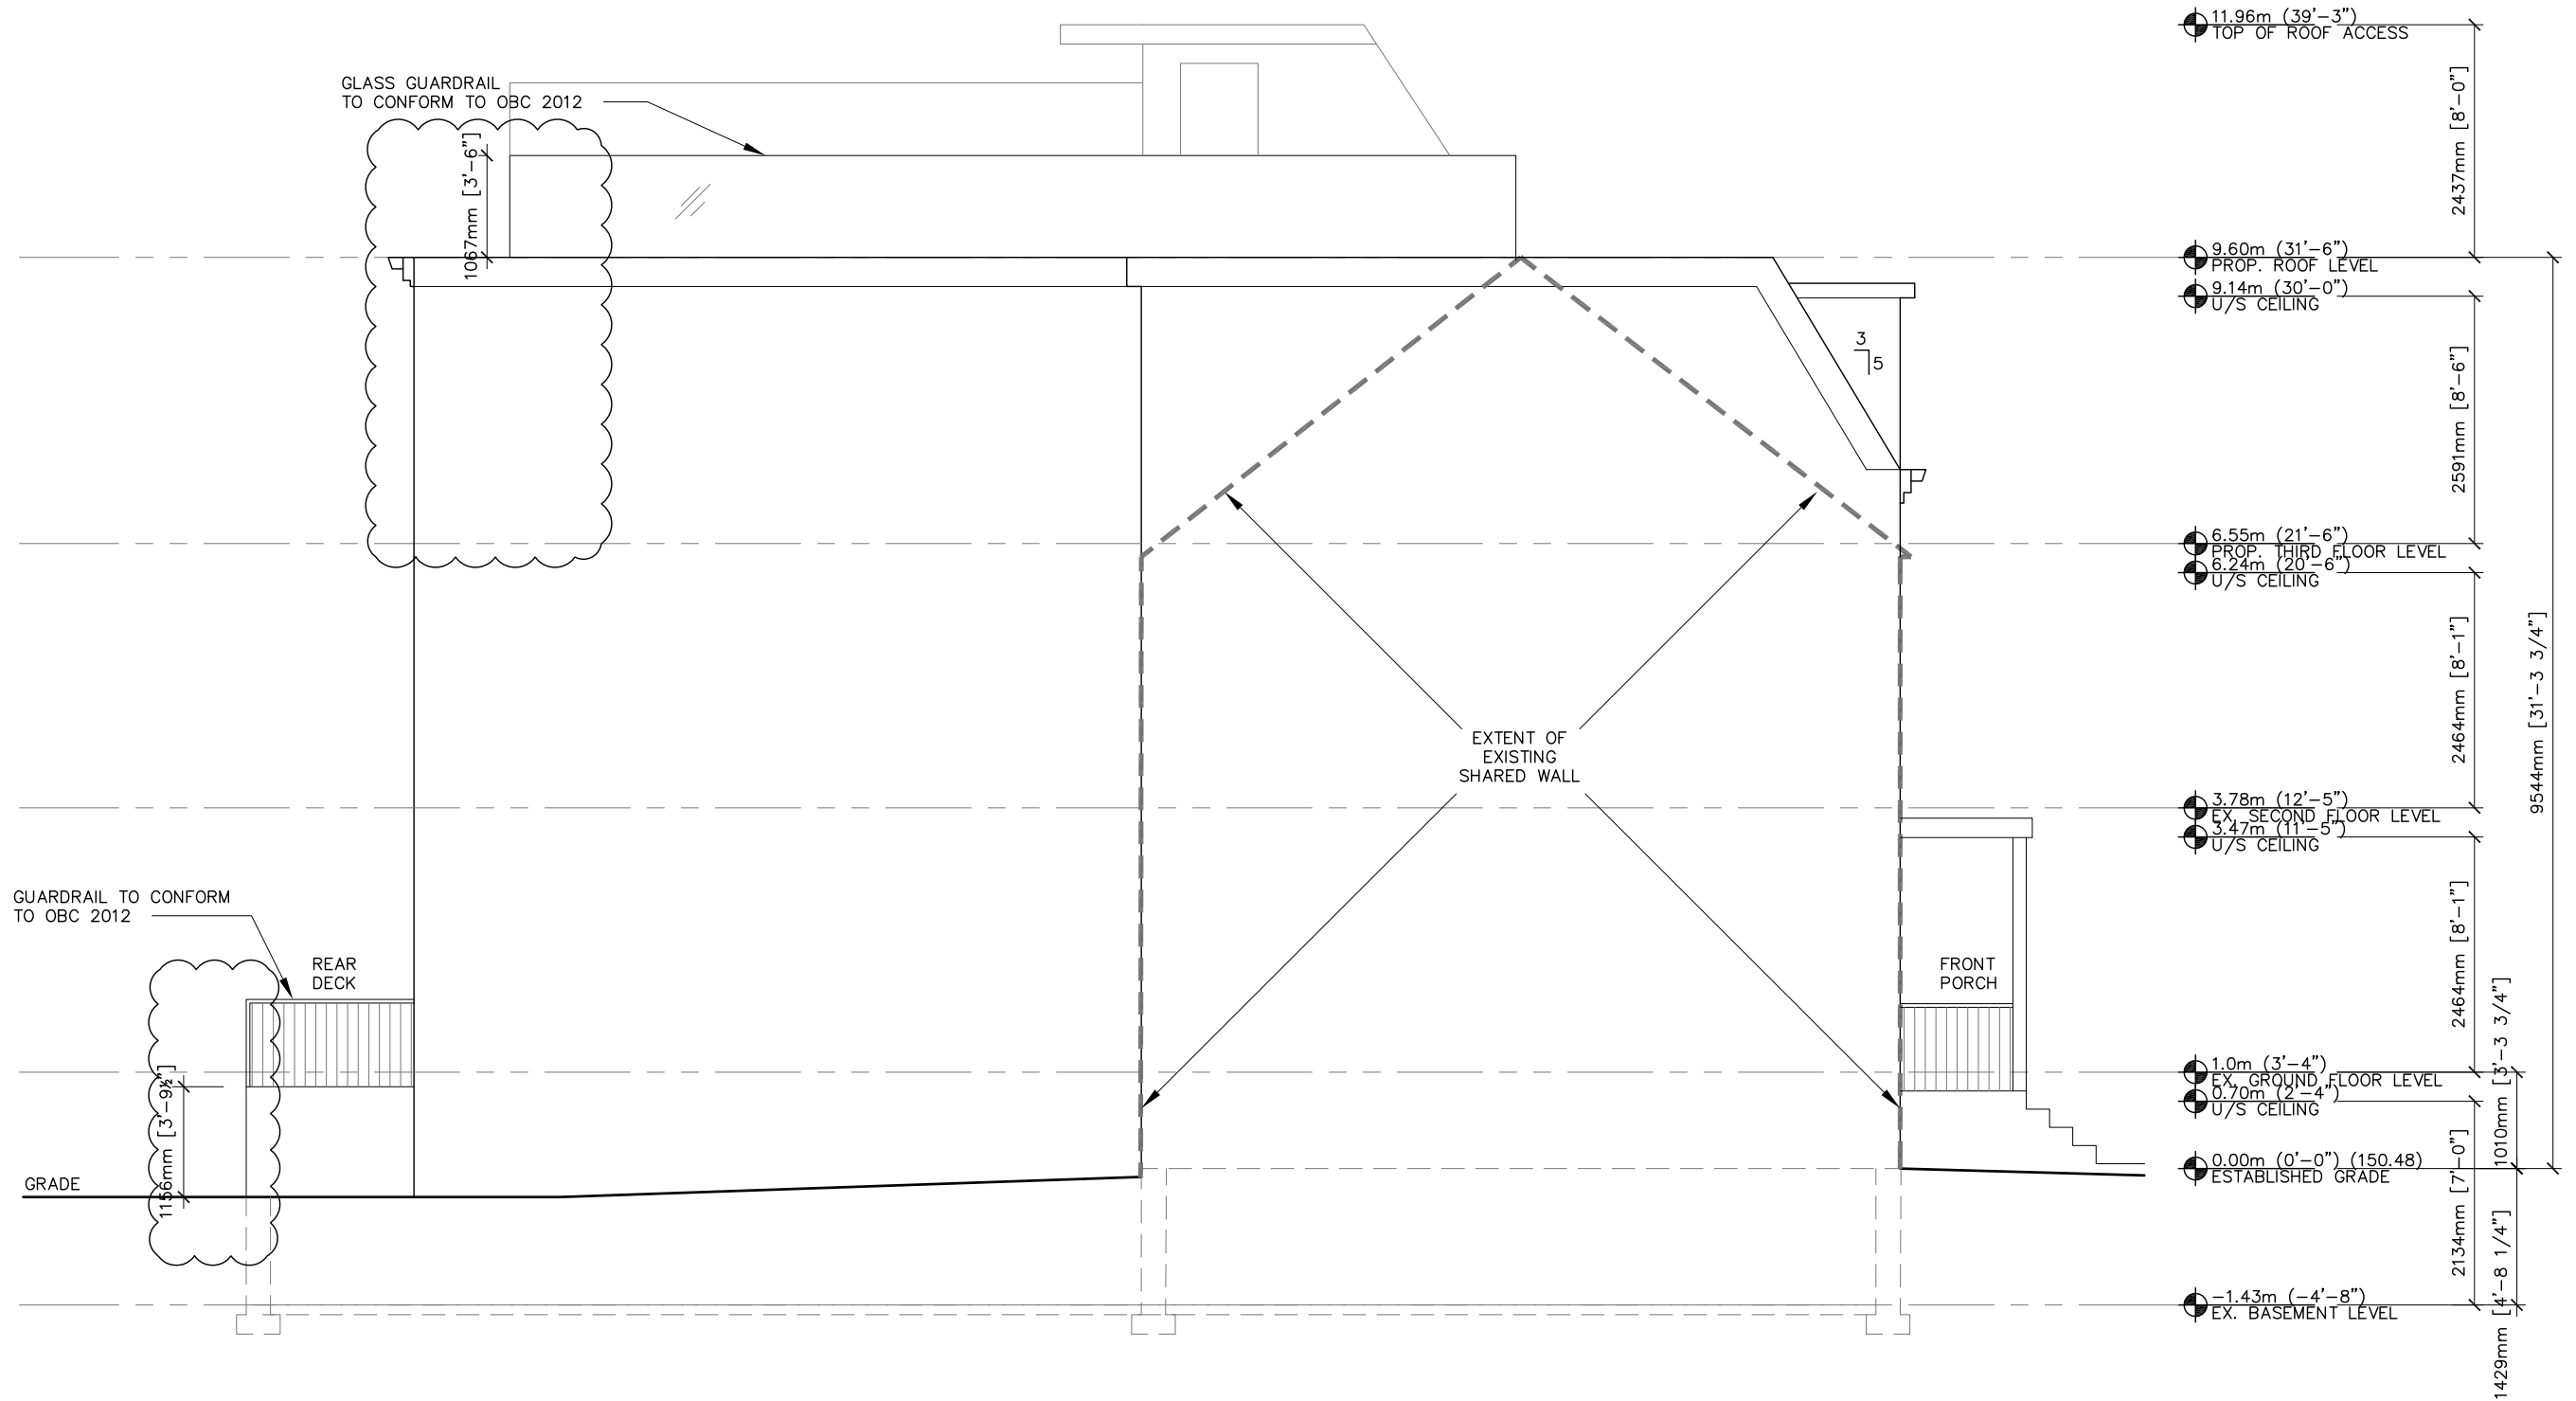 11.96m (39'-3")
TOP OF ROOF ACCESS
GLASS GUARDRAIL
TO CONFORM TO OBC 2012
2437mm [8'-0"]
1067mm [3'-6"]
9.60m (31'-6")
PROP. ROOF LEVEL
9.14m (30'-0")
U/S CEILING
3
5
2591mm [8'-6"]
6.55m (21'-6")
PROP. THIRD FLOOR LEVEL
6.24m (20'-6")
U/S CEILING
2464mm [8'-1"]
9544mm [31'-3 3/4"]
EXTENT OF
EXISTING
SHARED WALL
3.78m (12'-5")
EX. SECOND FLOOR LEVEL
3.47m (11'-5")
U/S CEILING
GUARDRAIL TO CONFORM
TO OBC 2012
REAR
DECK
FRONT
PORCH
2464mm [8'-1"]
1010mm [3'-3 3/4"]
1.0m (3'-4")
EX. GROUND FLOOR LEVEL
0.70m (2'-4")
U/S CEILING
1156mm [3'-9½"]
GRADE
0.00m (0'-0") (150.48)
ESTABLISHED GRADE
2134mm [7'-0"]
1429mm [4'-8 1/4"]
-1.43m (-4'-8")
EX. BASEMENT LEVEL